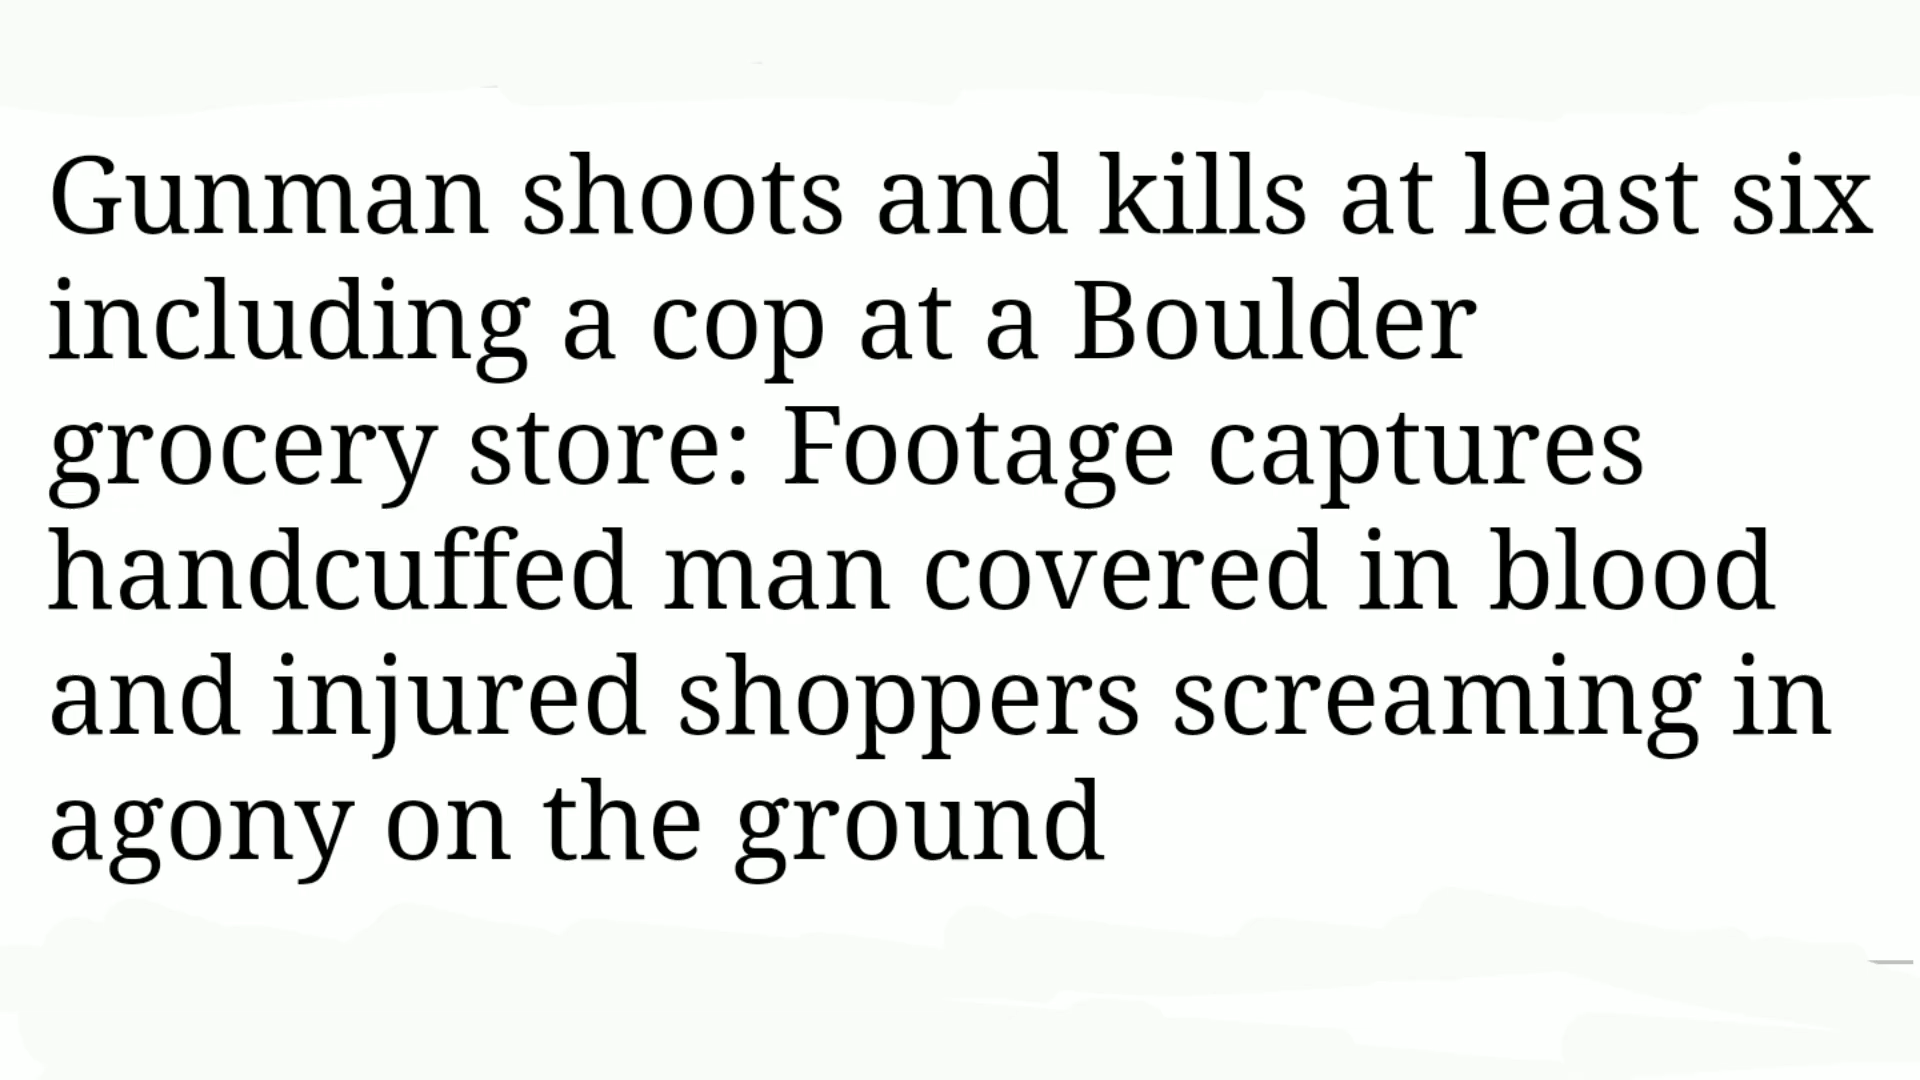 Gunman shoots and kills at least six
including a cop at a Boulder
grocery store: Footage captures
handcuffed man covered in blood
and injured shoppers screaming in
agony on the ground